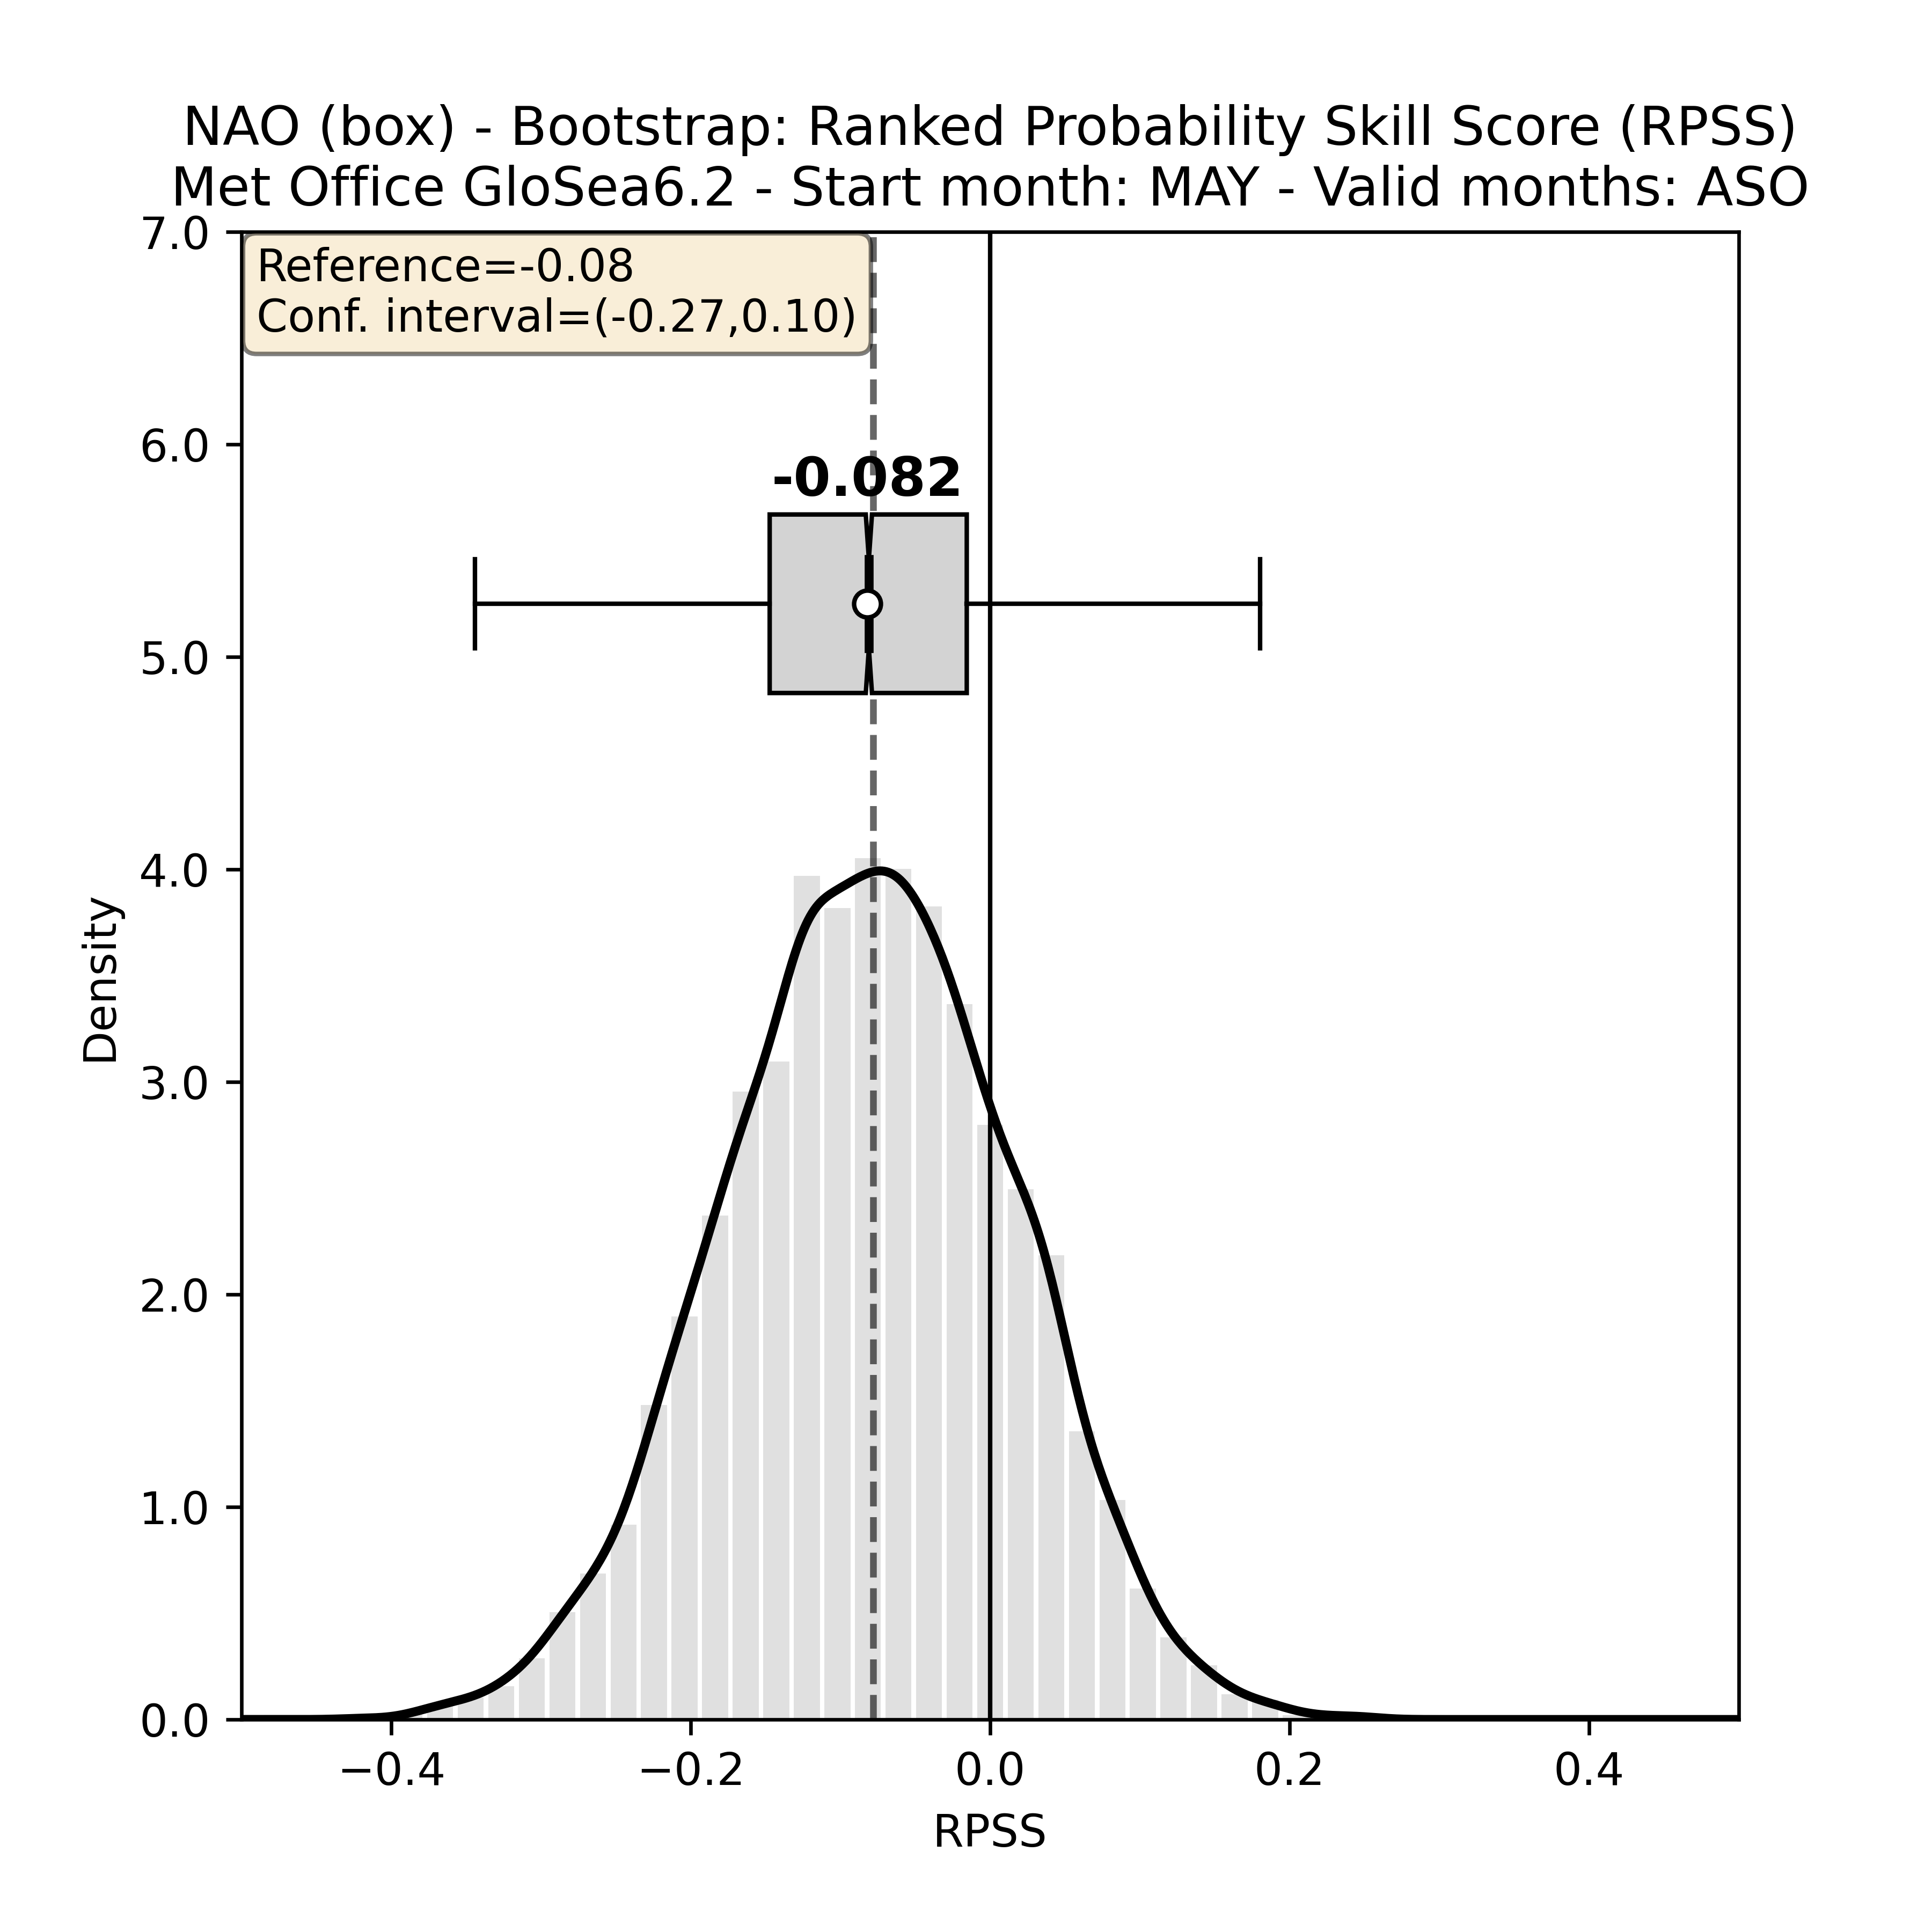 NAO (box) - Bootstrap: Ranked Probability Skill Score (RPSS)
Met Office GloSea6.2 - Start month: MAY - Valid months: ASO
7.0
Reference=-0.08
Conf. interval=(-0.27,0.10)
6.0
-0.082
5.0
4.0
Density
3.0
2.0
1.0
0.0
−0.4 −0.2 0.0 0.2 0.4
RPSS